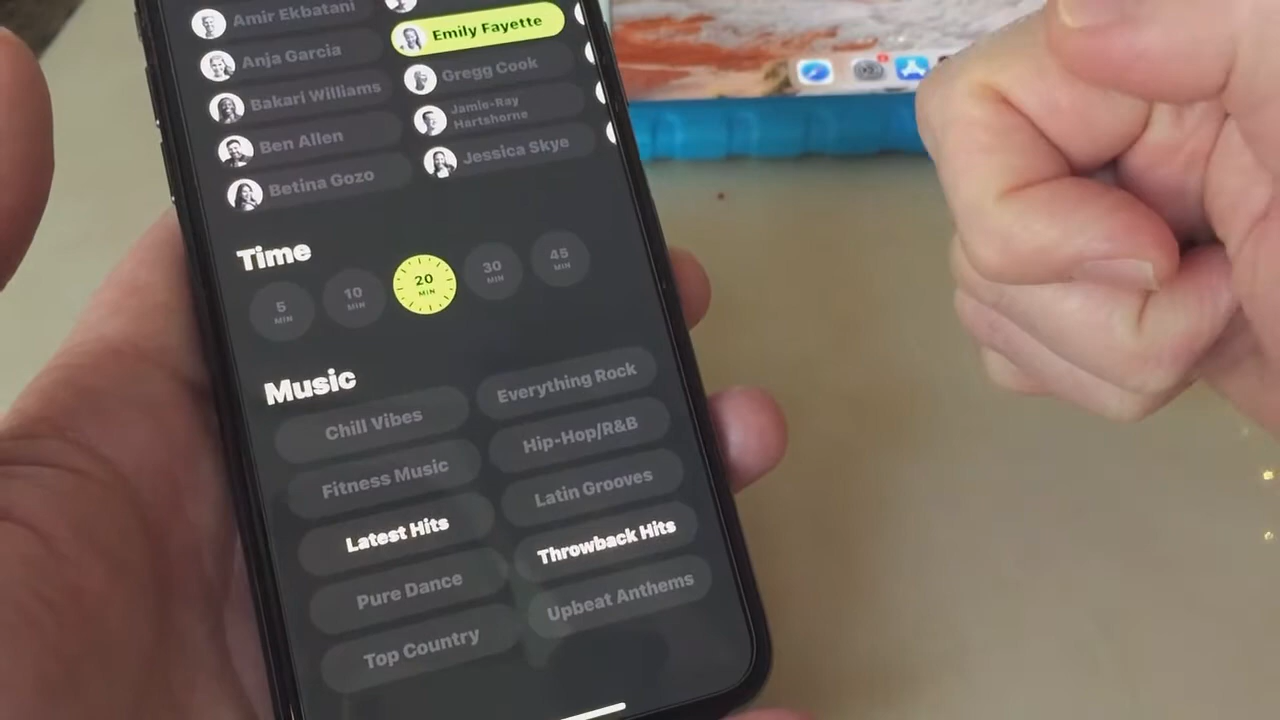 Amir Ekbatani
Emily Fayette
Anja Garcia
Gregg Cook
Bakari Williams
Jamie-Ray
Hartshorne
Ben Allen
Jessica Skye
Betina Gozo
Time
5
MIN
10
MIN
20
MIN
30
MIN
45
MIN
Music
Chill Vibes
Everything Rock
Fitness Music
Hip-Hop/R&B
Latest Hits
Latin Grooves
Pure Dance
Throwback Hits
Top Country
Upbeat Anthems